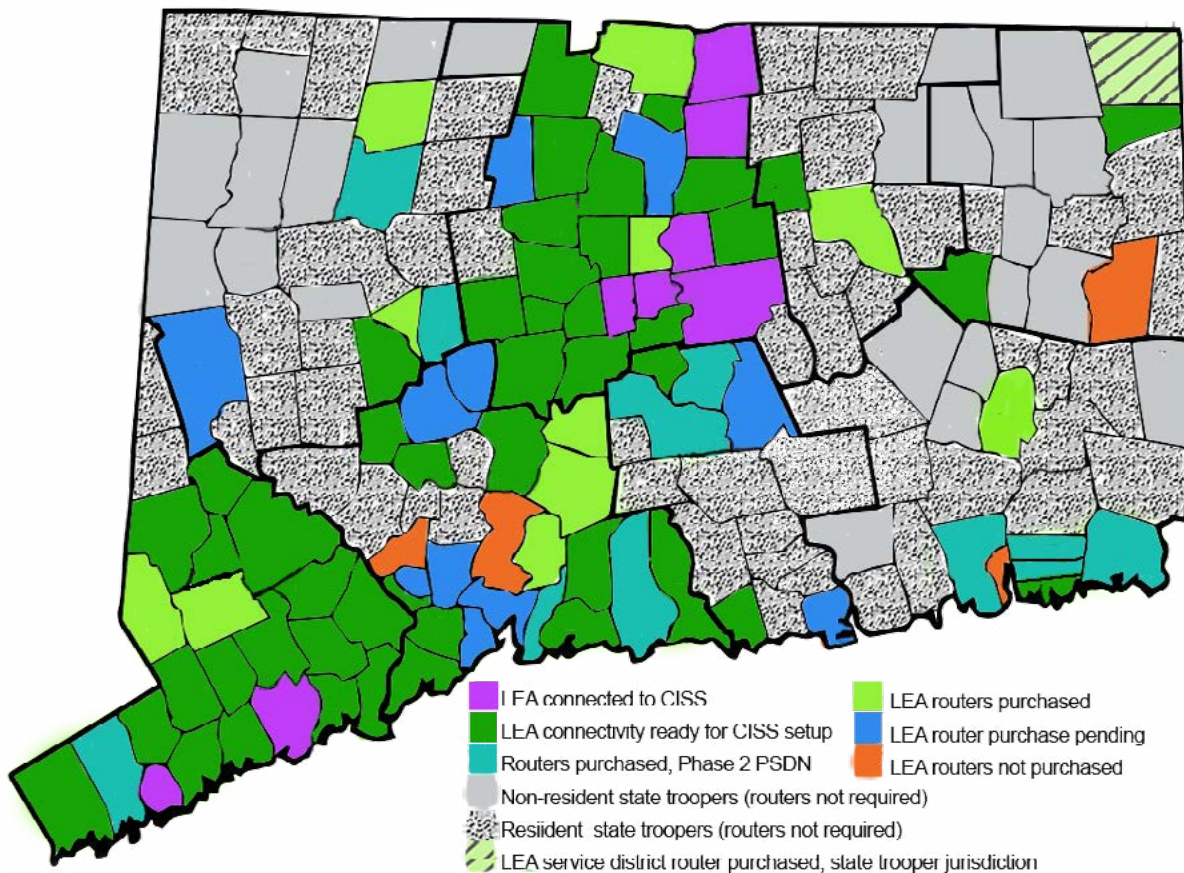 LEA connected to CISS
LEA connectivity ready for CISS setup
Routers purchased, Phase 2 PSDN
Non-resident state troopers (routers not required)
Resiident state troopers (routers not required)
LEA service district router purchased, state trooper jurisdiction
LEA routers purchased
LEA router purchase pending
LEA routers not purchased